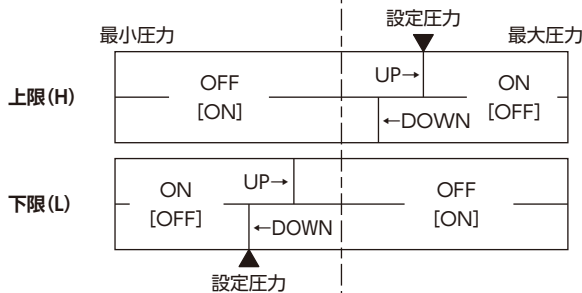 設定圧力
最小圧力
最大圧力
上限(H)
OFF
[ON]
UP→
←DOWN
ON
[OFF]
下限(L)
ON
[OFF]
UP→
←DOWN
OFF
[ON]
設定圧力